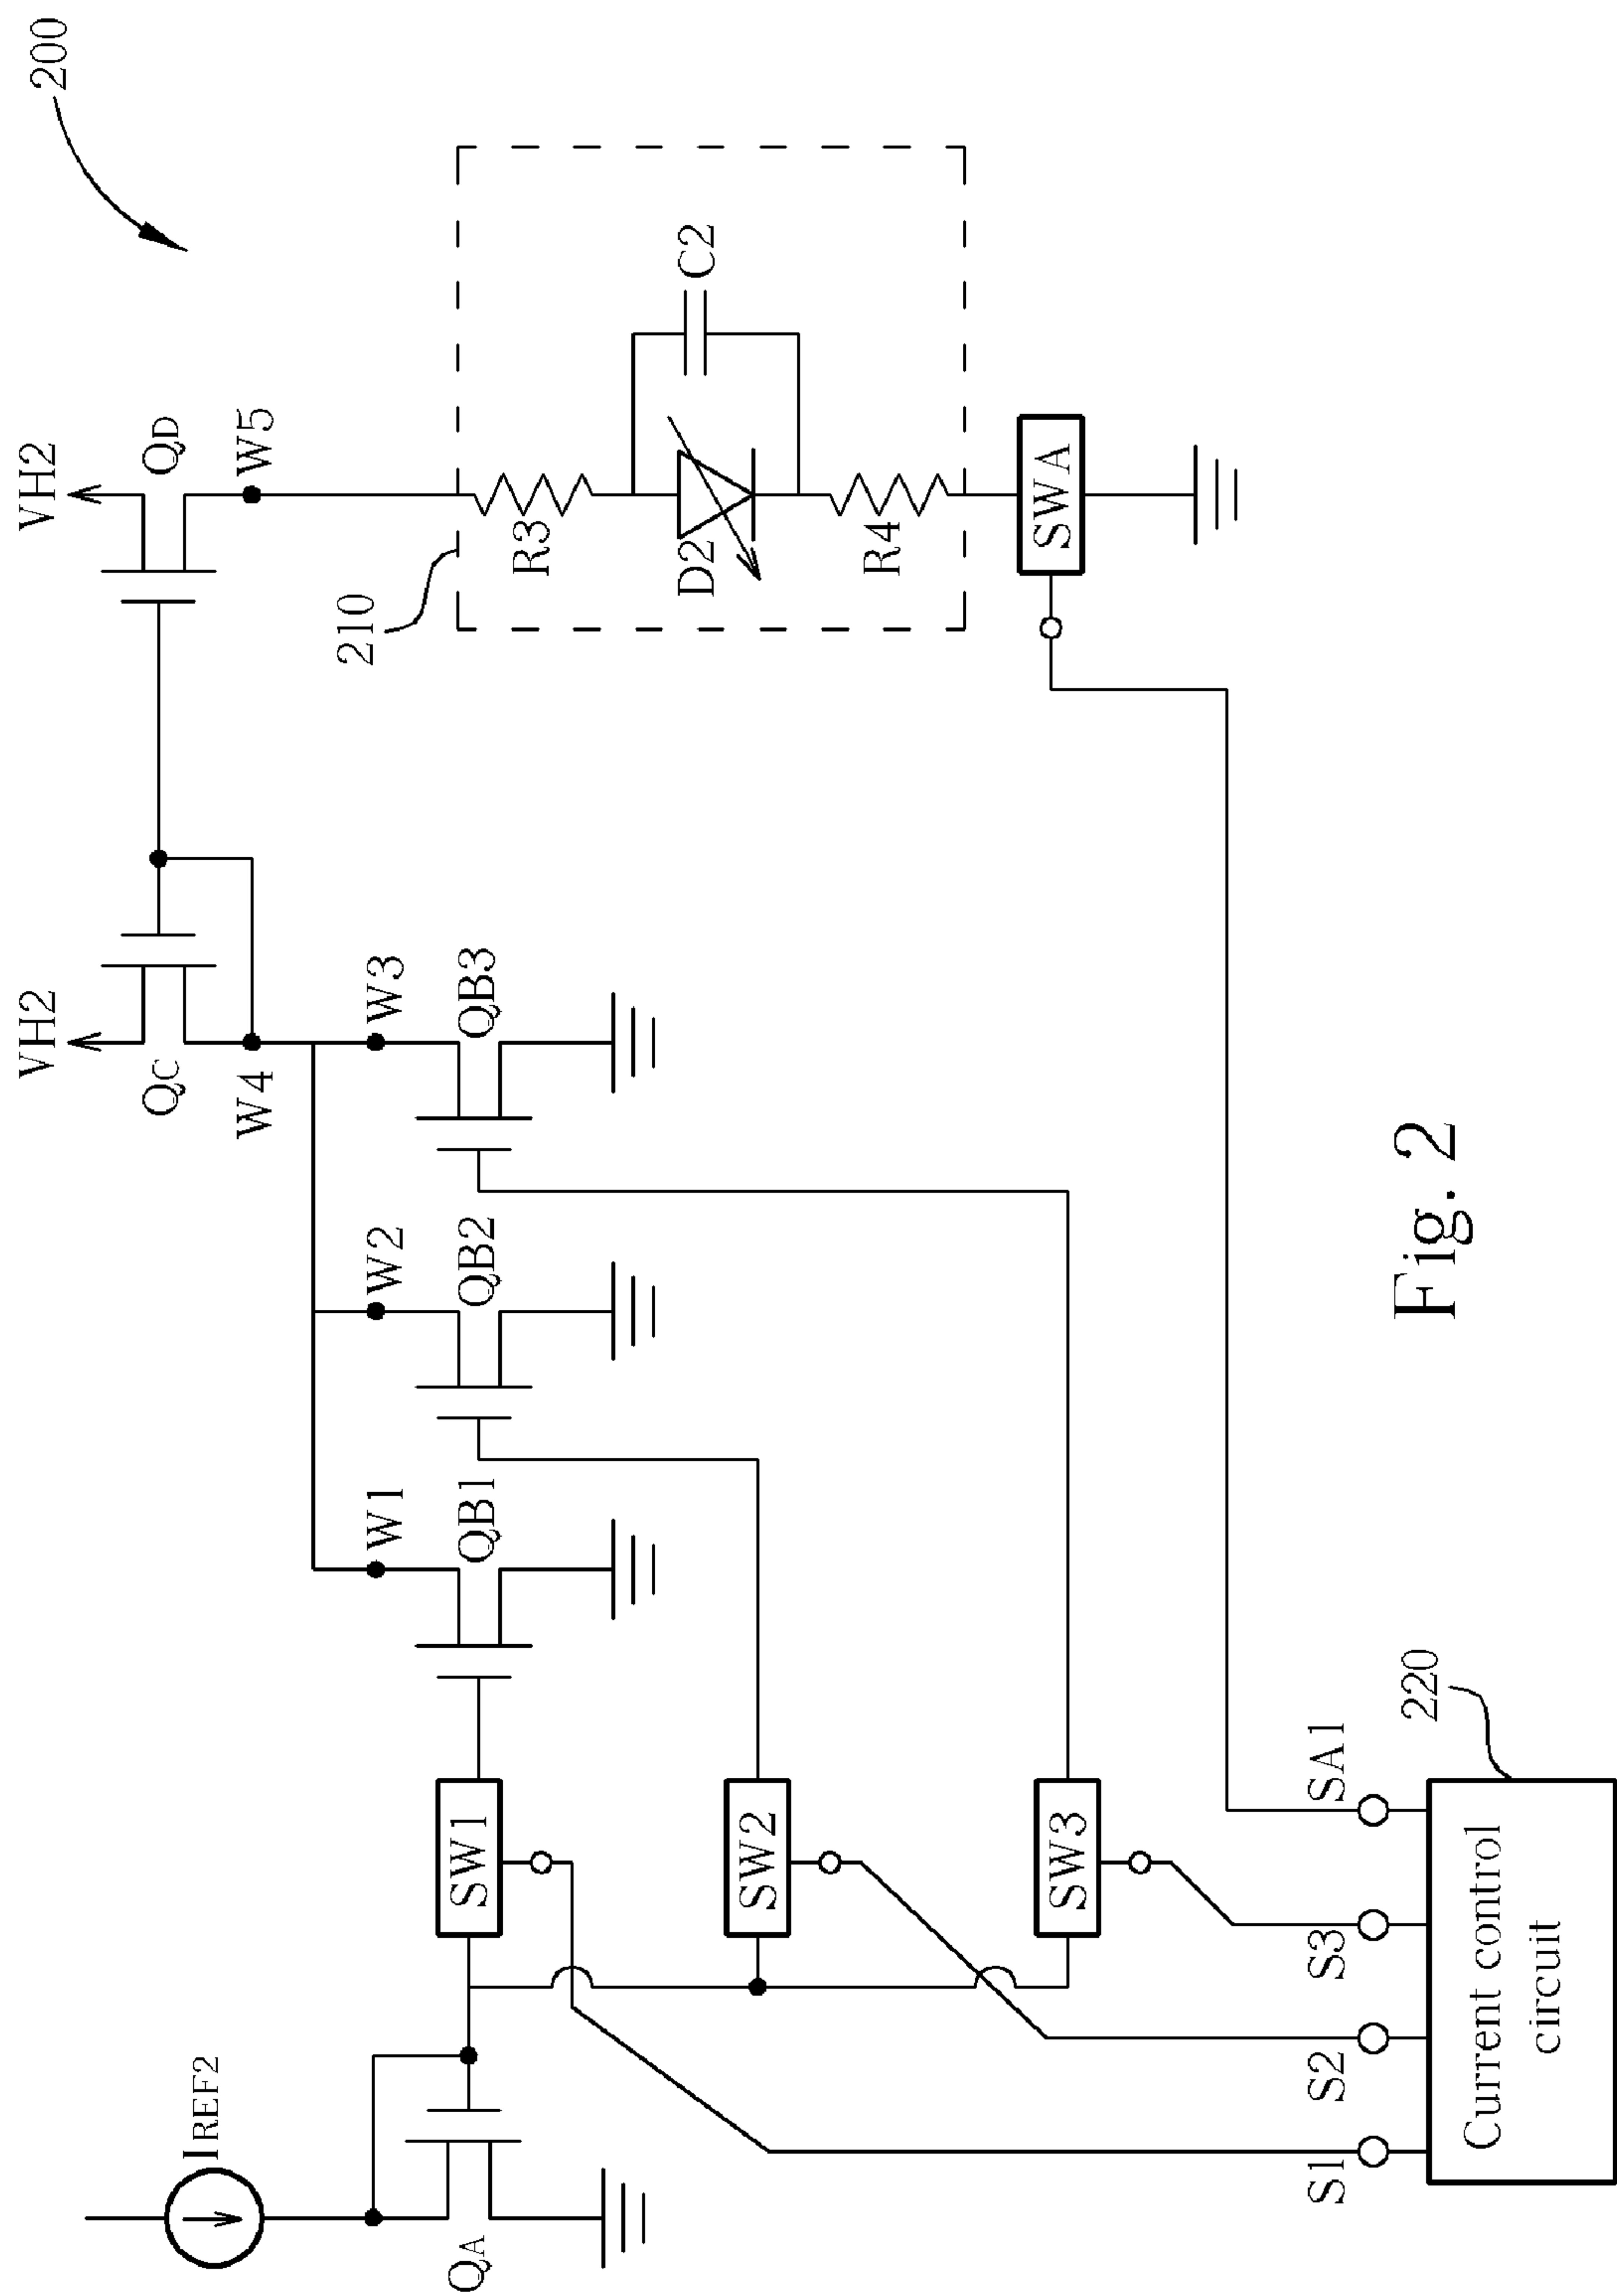 200
VH2
VH2
QC
QD
W4
W5
IREF2
W1
W2
W3
210
QA
SW1
QB1
QB2
QB3
R3
D2
C2
R4
SW2
SW3
SWA
S1
S2
S3
SA1
220
Current control
circuit
Fig. 2